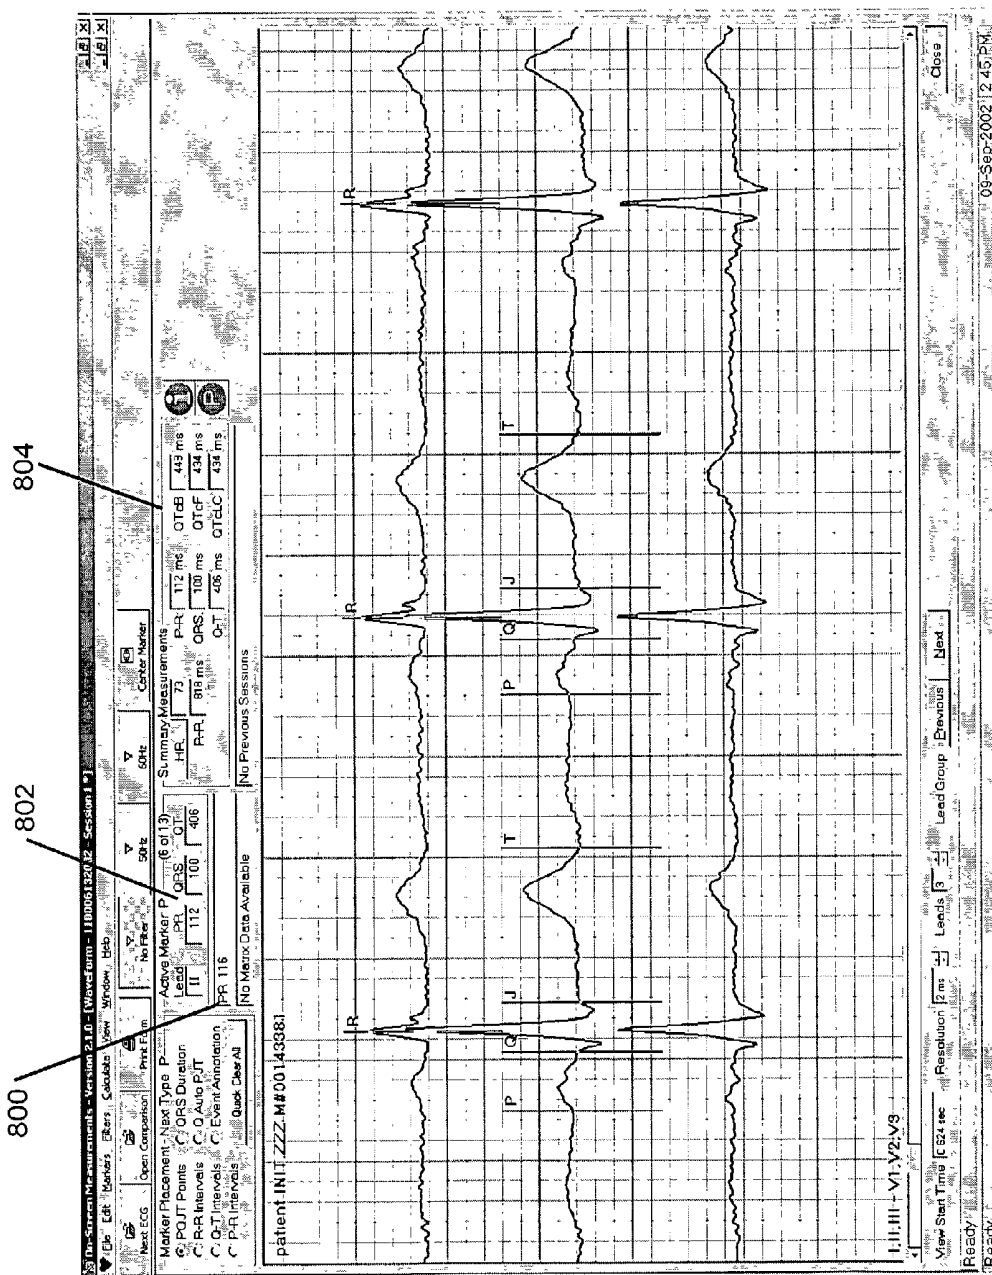 800
802
804
On-Screen Measurements - Version 2.1.0 - [Waveform -
File Edit Markers Filters Calculate View Window Help
Next ECG
Open Comparison
Print Form
No Filter
50Hz
60Hz
Center Marker
Marker Placement - Next Type P
PQJT Points
QRS Duration
R-R Intervals
Q Auto PJT
Q-T Intervals
Event Annotation
P-R Intervals
Quick Clear All
Active Marker P (6 of 13)
Lead PR QRS QT
II 112 100 406
PR 116
No Matrix Data Available
Summary Measurements
HR 73 P-R 112 ms QTcB 449 ms
R-R 818 ms QRS 100 ms QTcF 434 ms
Q-T 406 ms QTcLC 434 ms
No Previous Sessions
patient INIT:ZZZ M#00143381
R R R
P Q J T P Q J T
I,II,III - V1,V2,V3
View Start Time 0.624 sec Resolution 2 ms Leads 3 Lead Group Previous Next Close
Ready
Ready 09-Sep-2002 2:45 PM